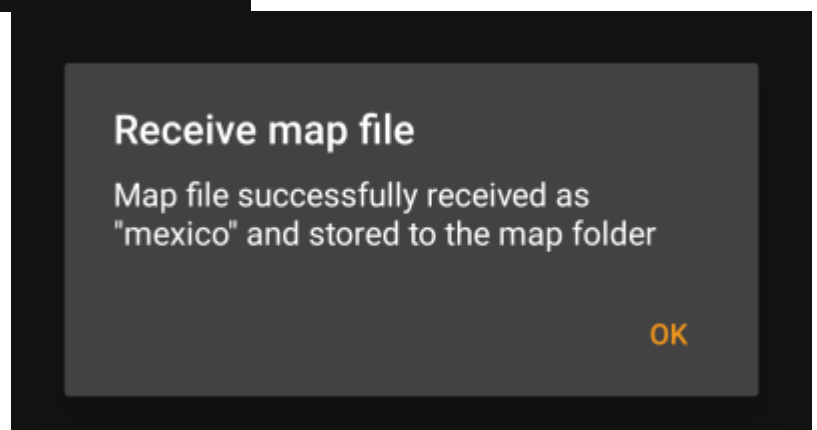 Receive map file
Map file successfully received as
"mexico" and stored to the map folder
OK